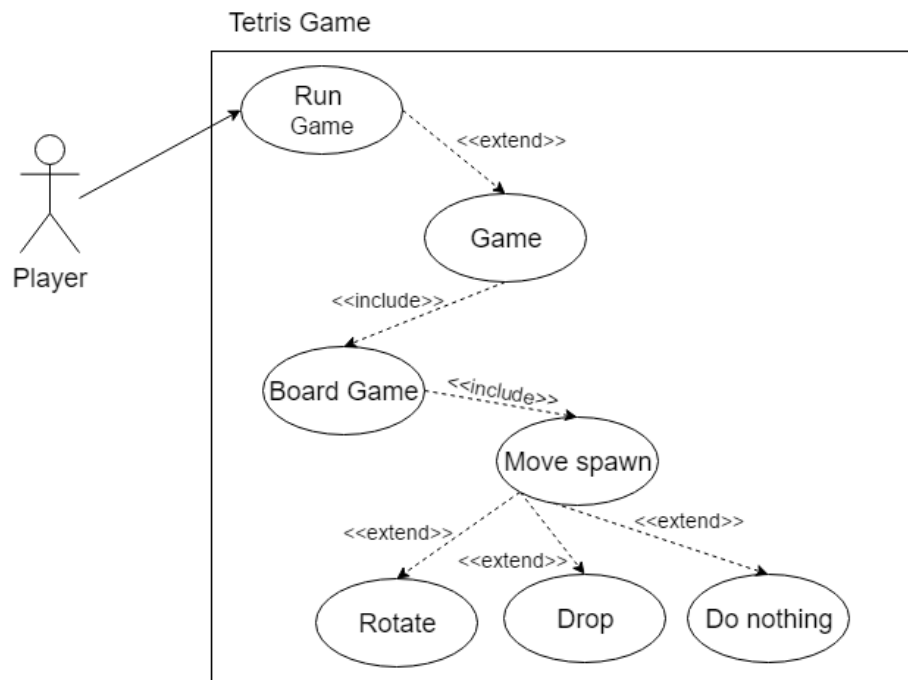 Tetris Game
Run
Game
<<extend>>
Game
Player
<<include>>
Board Game
<<include>>
Move spawn
<<extend>>
<<extend>>
<<extend>>
Rotate
Drop
Do nothing